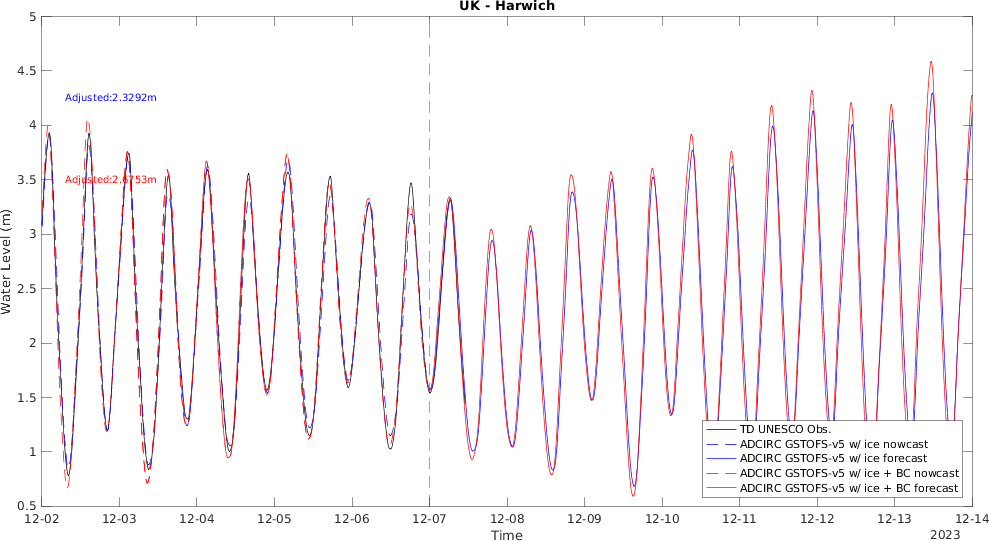 UK - Harwich
5
4.5
4
3.5
3
2.5
2
1.5
1
0.5
Water Level (m)
Adjusted:2.3292m
Adjusted:2.6753m
TD UNESCO Obs.
ADCIRC GSTOFS-v5 w/ ice nowcast
ADCIRC GSTOFS-v5 w/ ice forecast
ADCIRC GSTOFS-v5 w/ ice + BC nowcast
ADCIRC GSTOFS-v5 w/ ice + BC forecast
12-02 12-03 12-04 12-05 12-06 12-07 12-08 12-09 12-10 12-11 12-12 12-13 12-14
Time
2023